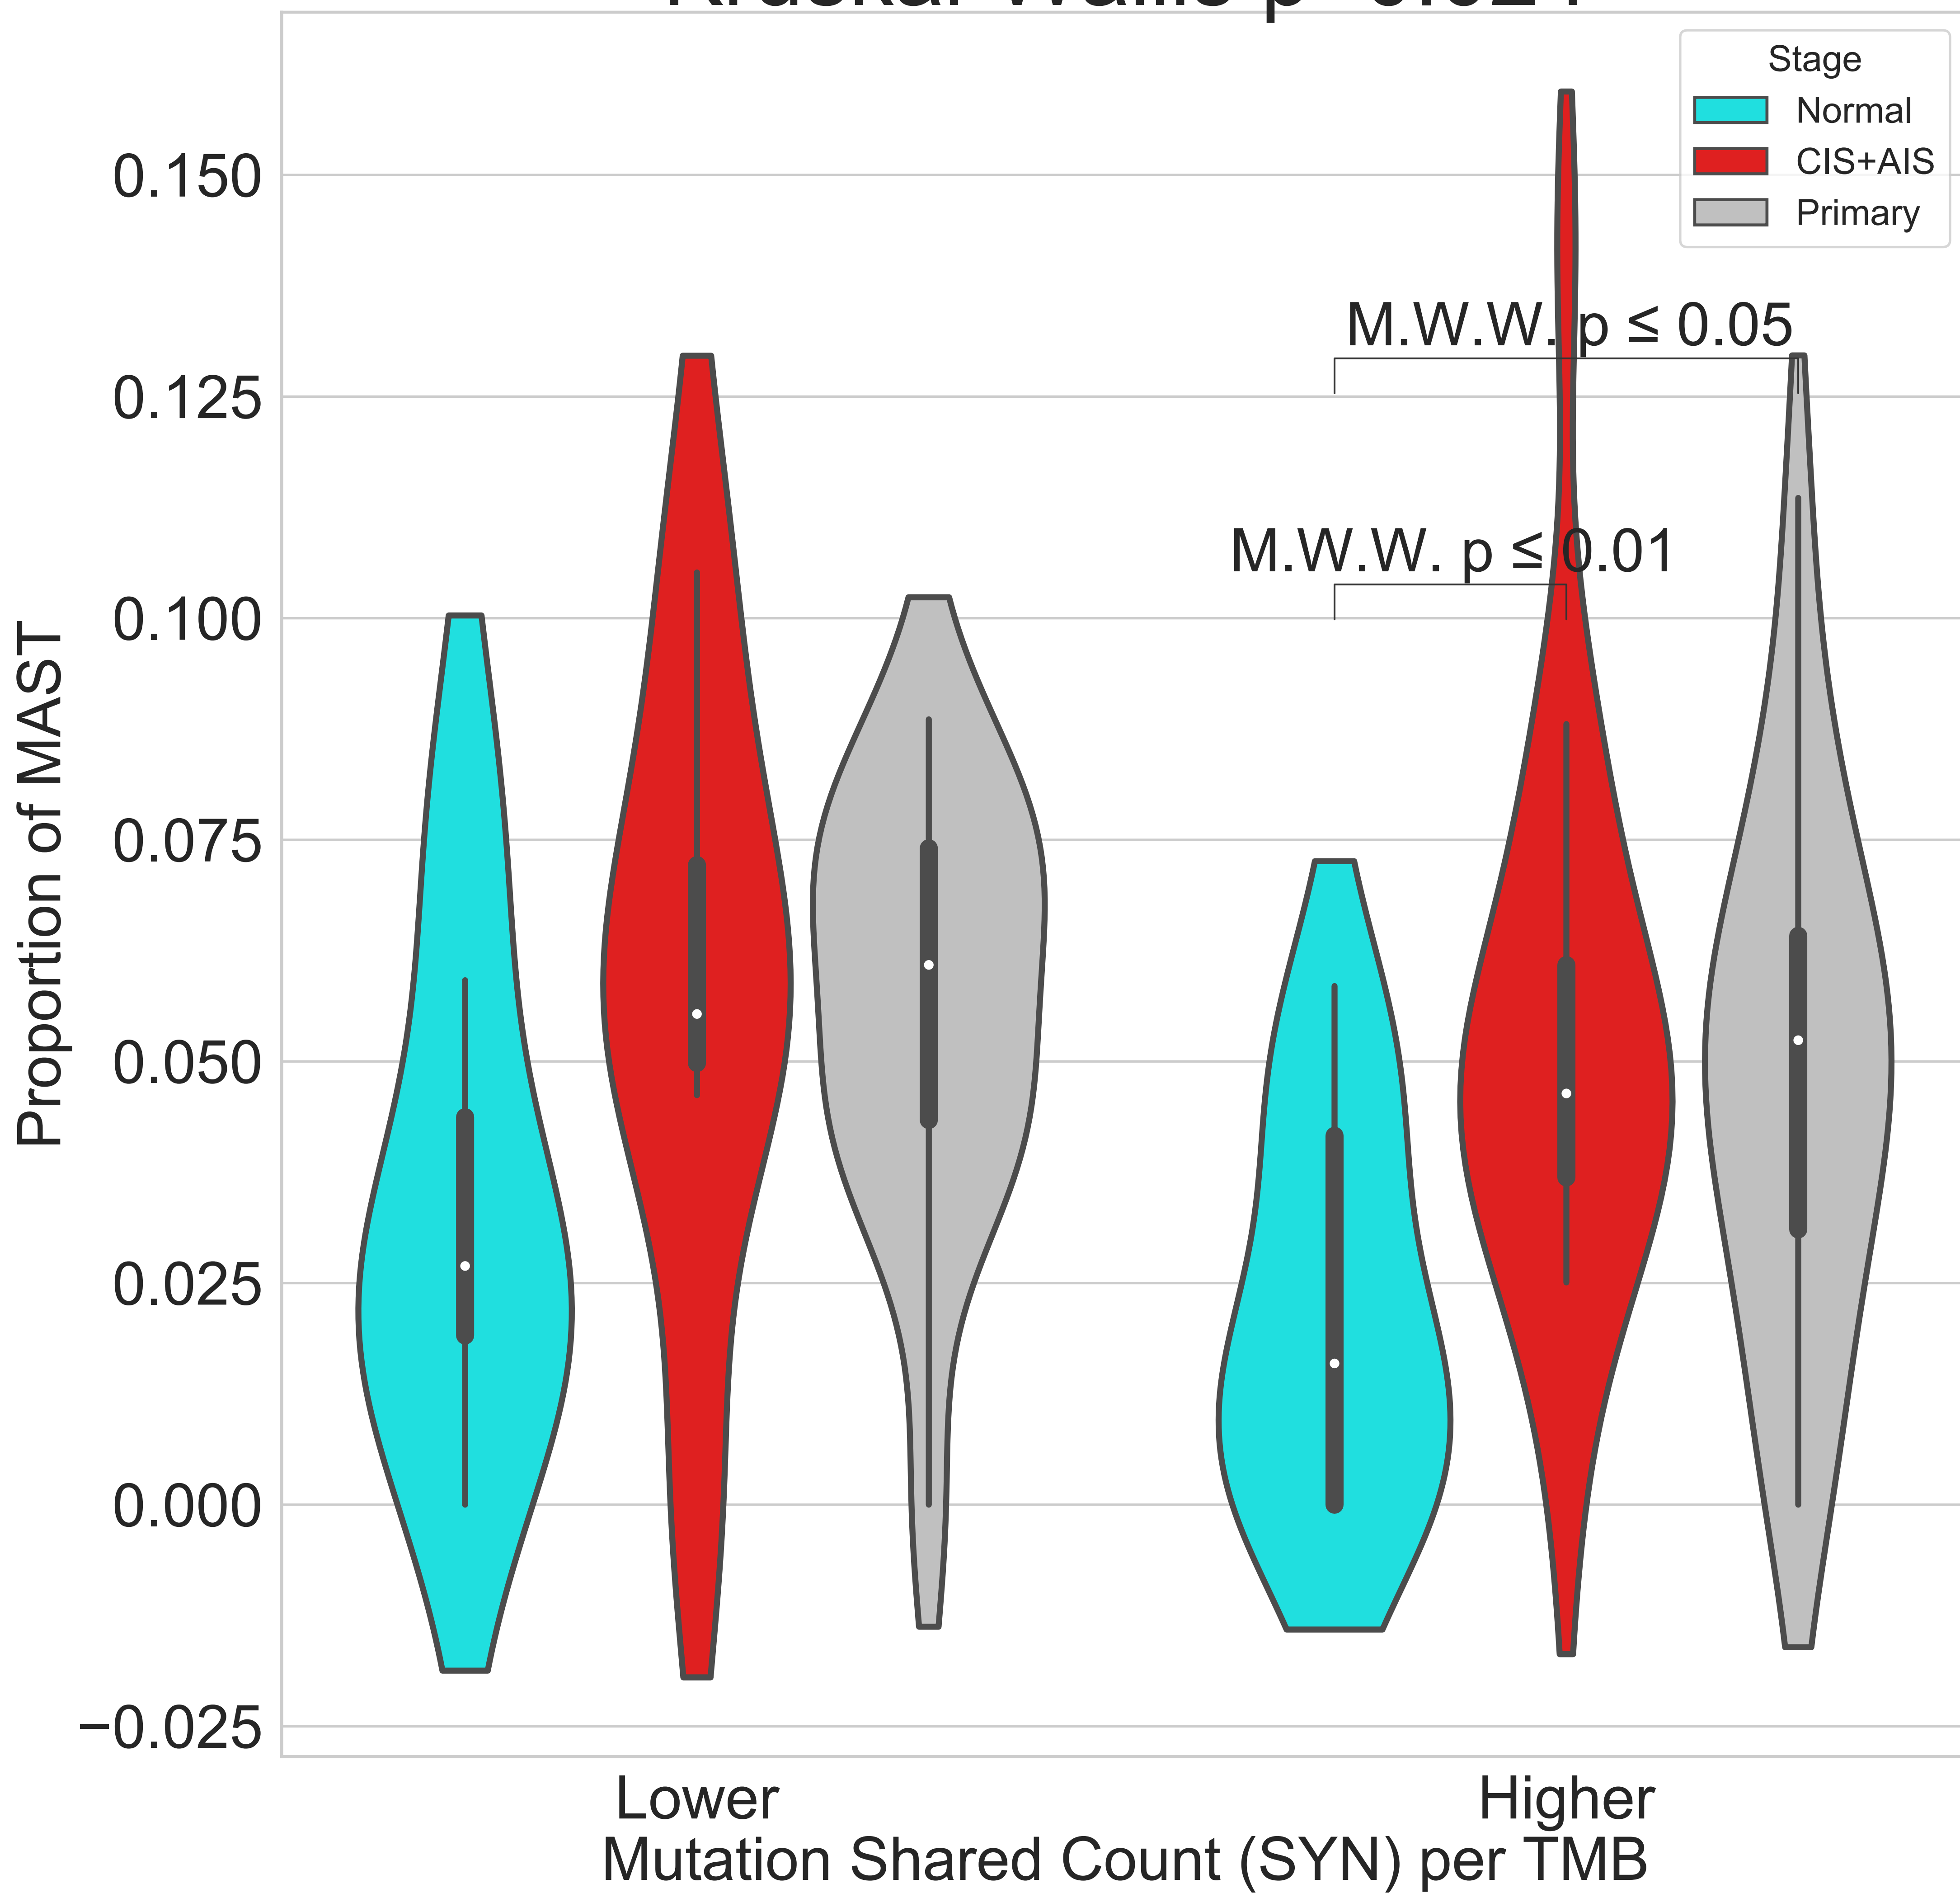 Stage
Normal
CIS+AIS
Primary
0.150
0.125
0.100
0.075
0.050
0.025
0.000
−0.025
Proportion of MAST
M.W.W. p ≤ 0.05
M.W.W. p ≤ 0.01
Lower
Higher
Mutation Shared Count (SYN) per TMB